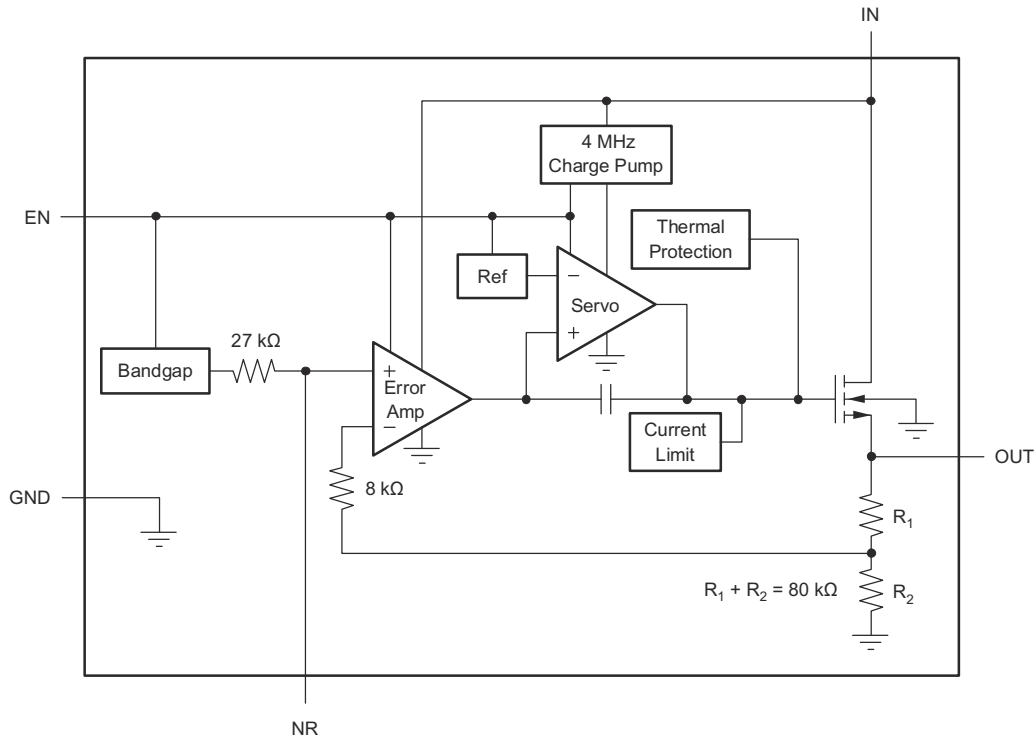 IN
4 MHz
Charge Pump
EN
Thermal
Protection
Ref
−
Servo
+
27 kΩ
Bandgap
+
Error
Amp
−
Current
Limit
OUT
8 kΩ
GND
R1
R1 + R2 = 80 kΩ
R2
NR